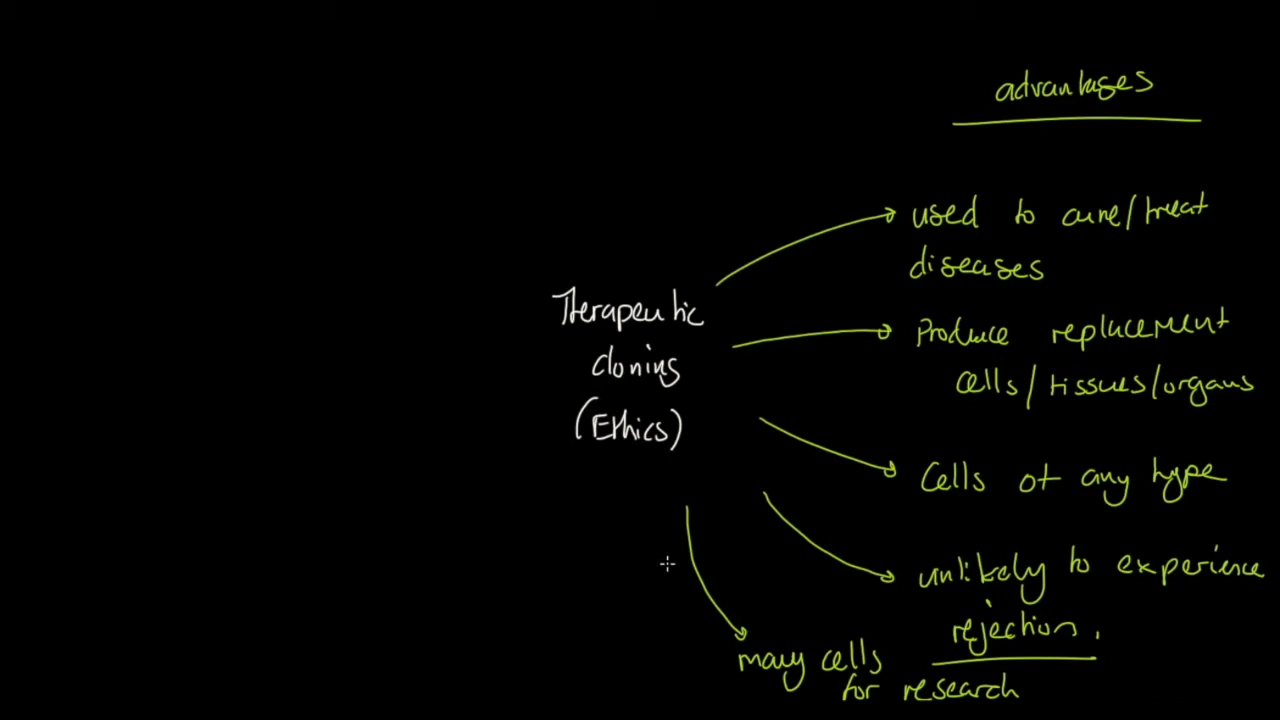 advantages
used to cure/treat
diseases
Therapeutic
cloning
(Ethics)
Produce replacement
cells/tissues/organs
Cells of any type
unlikely to experience
rejection.
many cells
for research